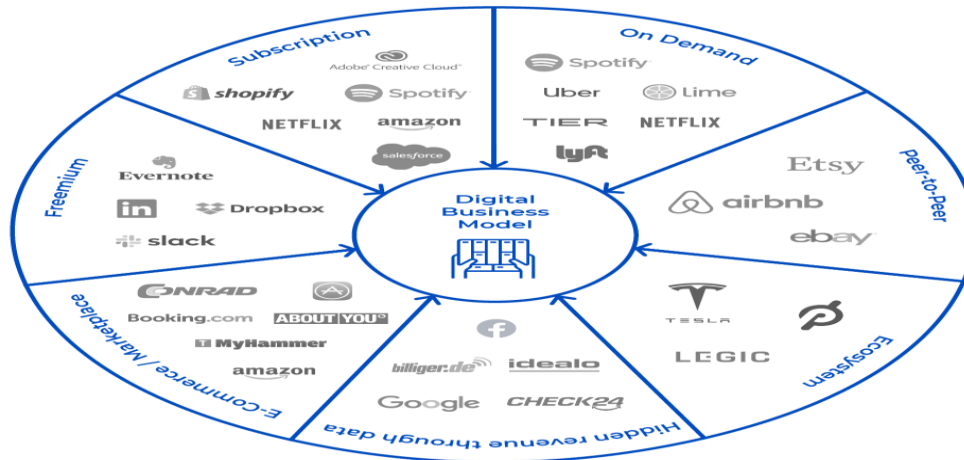 Subscription
Adobe® Creative Cloud™
shopify
Spotify
NETFLIX
amazon
salesforce
On Demand
Spotify
Uber
Lime
TIER
NETFLIX
lyft
Peer-to-Peer
Etsy
airbnb
ebay
Ecosystem
TESLA
LEGIC
Hidden revenue through data
f
billiger.de
idealo
Google
CHECK24
E-Commerce / Marketplace
CONRAD
Booking.com
ABOUT YOU°
MyHammer
amazon
Freemium
Evernote
in
Dropbox
slack
Digital
Business
Model